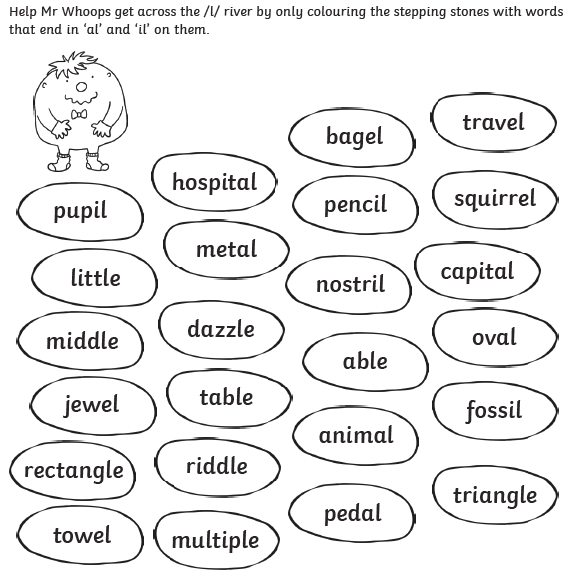 Help Mr Whoops get across the /l/ river by only colouring the stepping stones with words
that end in ‘al’ and ‘il’ on them.
pupil
little
middle
jewel
rectangle
towel
hospital
metal
dazzle
table
riddle
multiple
bagel
pencil
nostril
able
animal
pedal
travel
squirrel
capital
oval
fossil
triangle